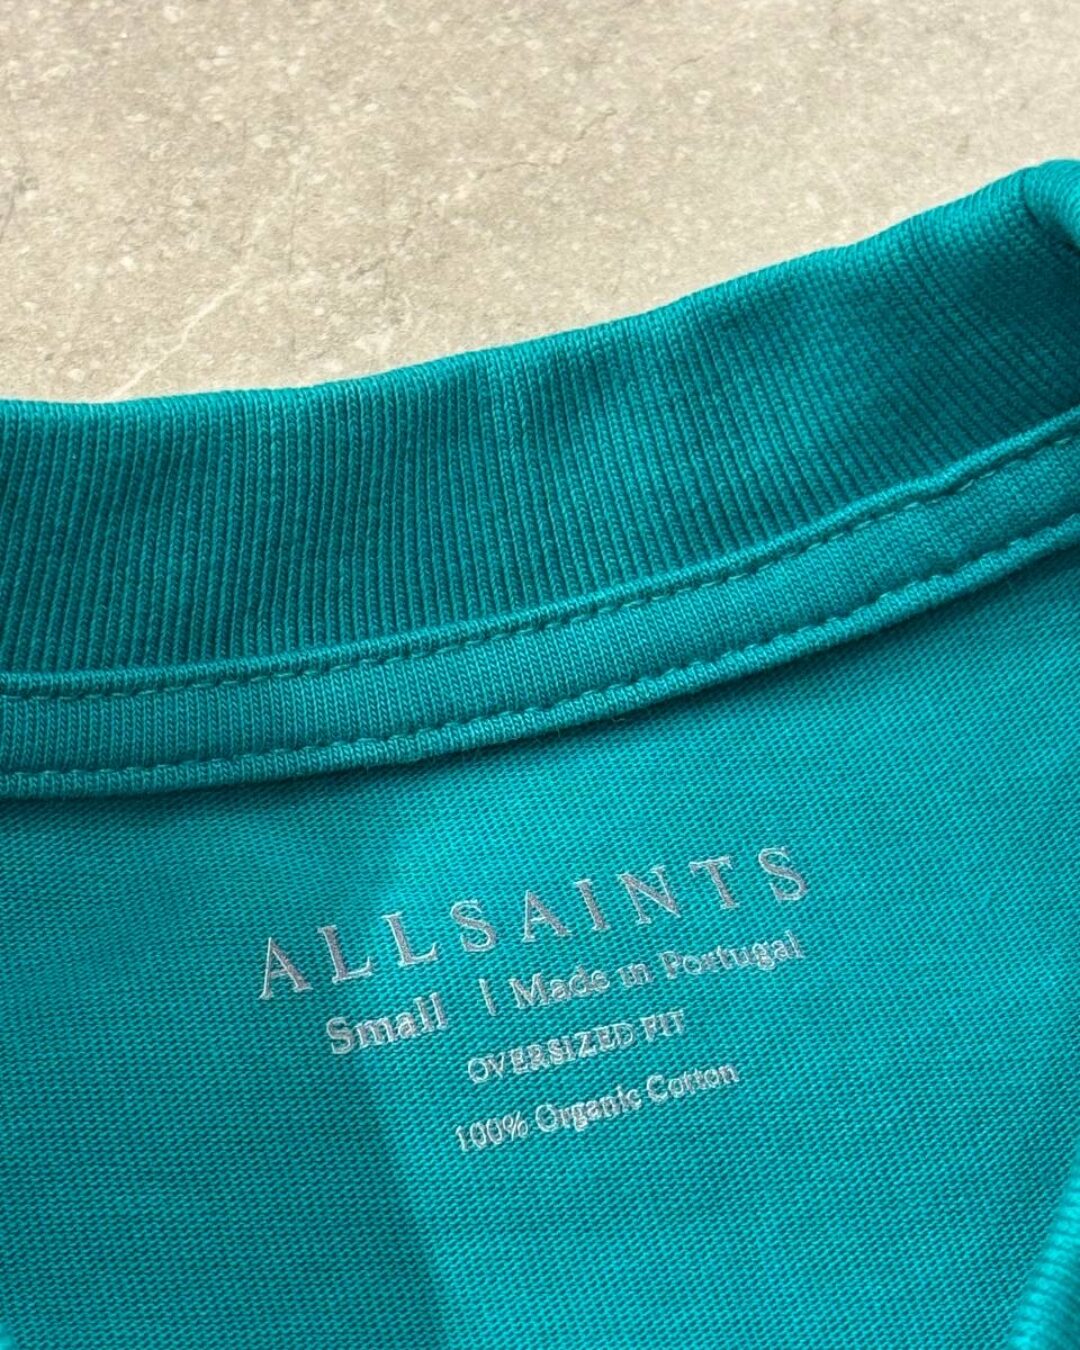 ALLSAINTS
Small | Made in Portugal
OVERSIZED FIT
100% Organic Cotton